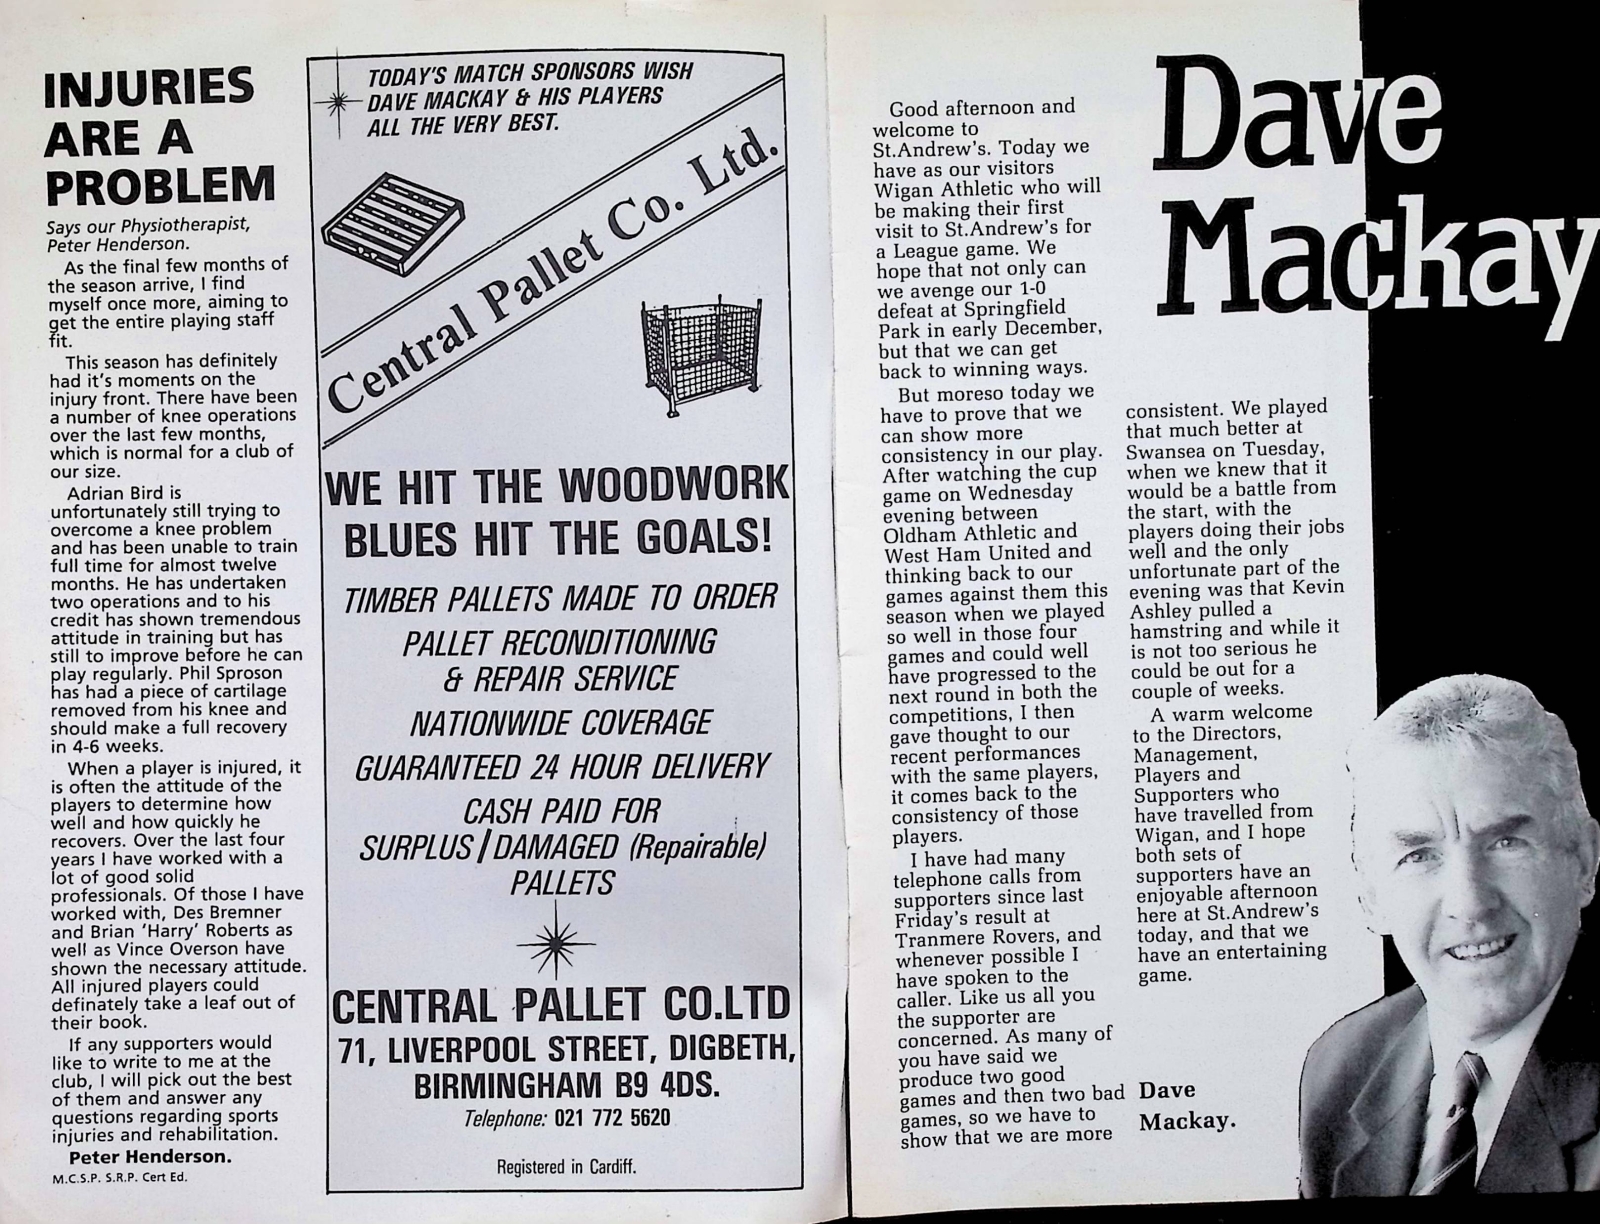 INJURIES
ARE A
PROBLEM
Says our Physiotherapist,
Peter Henderson.
As the final few months of
the season arrive, I find
myself once more, aiming to
get the entire playing staff
fit.
This season has definitely
had it's moments on the
injury front. There have been
a number of knee operations
over the last few months,
which is normal for a club of
our size.
Adrian Bird is
unfortunately still trying to
overcome a knee problem
and has been unable to train
full time for almost twelve
months. He has undertaken
two operations and to his
credit has shown tremendous
attitude in training but has
still to improve before he can
play regularly. Phil Sproson
has had a piece of cartilage
removed from his knee and
should make a full recovery
in 4-6 weeks.
When a player is injured, it
is often the attitude of the
players to determine how
well and how quickly he
recovers. Over the last four
years I have worked with a
lot of good solid
professionals. Of those I have
worked with, Des Bremner
and Brian 'Harry' Roberts as
well as Vince Overson have
shown the necessary attitude.
All injured players could
definately take a leaf out of
their book.
If any supporters would
like to write to me at the
club, I will pick out the best
of them and answer any
questions regarding sports
injuries and rehabilitation.
Peter Henderson.
M.C.S.P. S.R.P. Cert Ed.
TODAY'S MATCH SPONSORS WISH
DAVE MACKAY & HIS PLAYERS
ALL THE VERY BEST.
Central Pallet Co. Ltd.
WE HIT THE WOODWORK
BLUES HIT THE GOALS!
TIMBER PALLETS MADE TO ORDER
PALLET RECONDITIONING
& REPAIR SERVICE
NATIONWIDE COVERAGE
GUARANTEED 24 HOUR DELIVERY
CASH PAID FOR
SURPLUS/DAMAGED (Repairable)
PALLETS
CENTRAL PALLET CO.LTD
71, LIVERPOOL STREET, DIGBETH,
BIRMINGHAM B9 4DS.
Telephone: 021 772 5620
Registered in Cardiff.
Dave
Mackay
Good afternoon and
welcome to
St.Andrew's. Today we
have as our visitors
Wigan Athletic who will
be making their first
visit to St.Andrew's for
a League game. We
hope that not only can
we avenge our 1-0
defeat at Springfield
Park in early December,
but that we can get
back to winning ways.
But moreso today we
have to prove that we
can show more
consistency in our play.
After watching the cup
game on Wednesday
evening between
Oldham Athletic and
West Ham United and
thinking back to our
games against them this
season when we played
so well in those four
games and could well
have progressed to the
next round in both the
competitions, I then
gave thought to our
recent performances
with the same players,
it comes back to the
consistency of those
players.
I have had many
telephone calls from
supporters since last
Friday's result at
Tranmere Rovers, and
whenever possible I
have spoken to the
caller. Like us all you
the supporter are
concerned. As many of
you have said we
produce two good
games and then two bad
games, so we have to
show that we are more
consistent. We played
that much better at
Swansea on Tuesday,
when we knew that it
would be a battle from
the start, with the
players doing their jobs
well and the only
unfortunate part of the
evening was that Kevin
Ashley pulled a
hamstring and while it
is not too serious he
could be out for a
couple of weeks.
A warm welcome
to the Directors,
Management,
Players and
Supporters who
have travelled from
Wigan, and I hope
both sets of
supporters have an
enjoyable afternoon
here at St.Andrew's
today, and that we
have an entertaining
game.
Dave
Mackay.